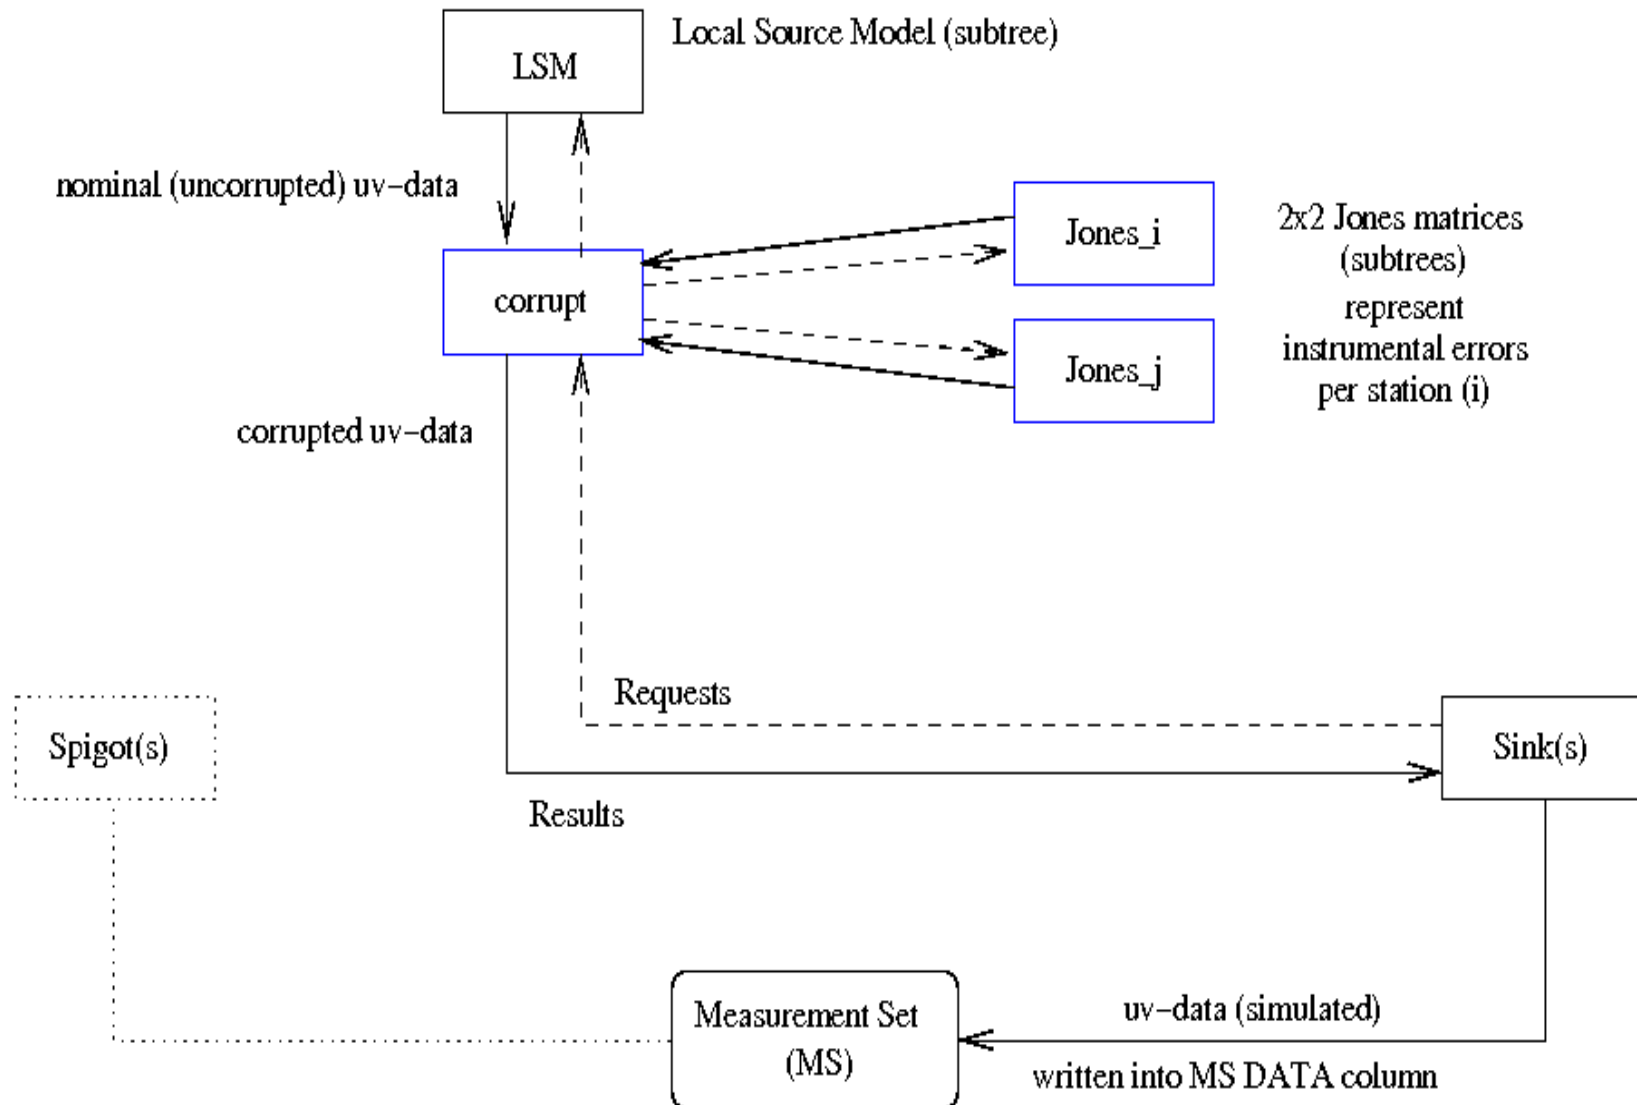 Local Source Model (subtree)
LSM
nominal (uncorrupted) uv-data
Jones_i
2x2 Jones matrices
(subtrees)
represent
instrumental errors
per station (i)
corrupt
Jones_j
corrupted uv-data
Requests
Spigot(s)
Sink(s)
Results
Measurement Set
(MS)
uv-data (simulated)
written into MS DATA column